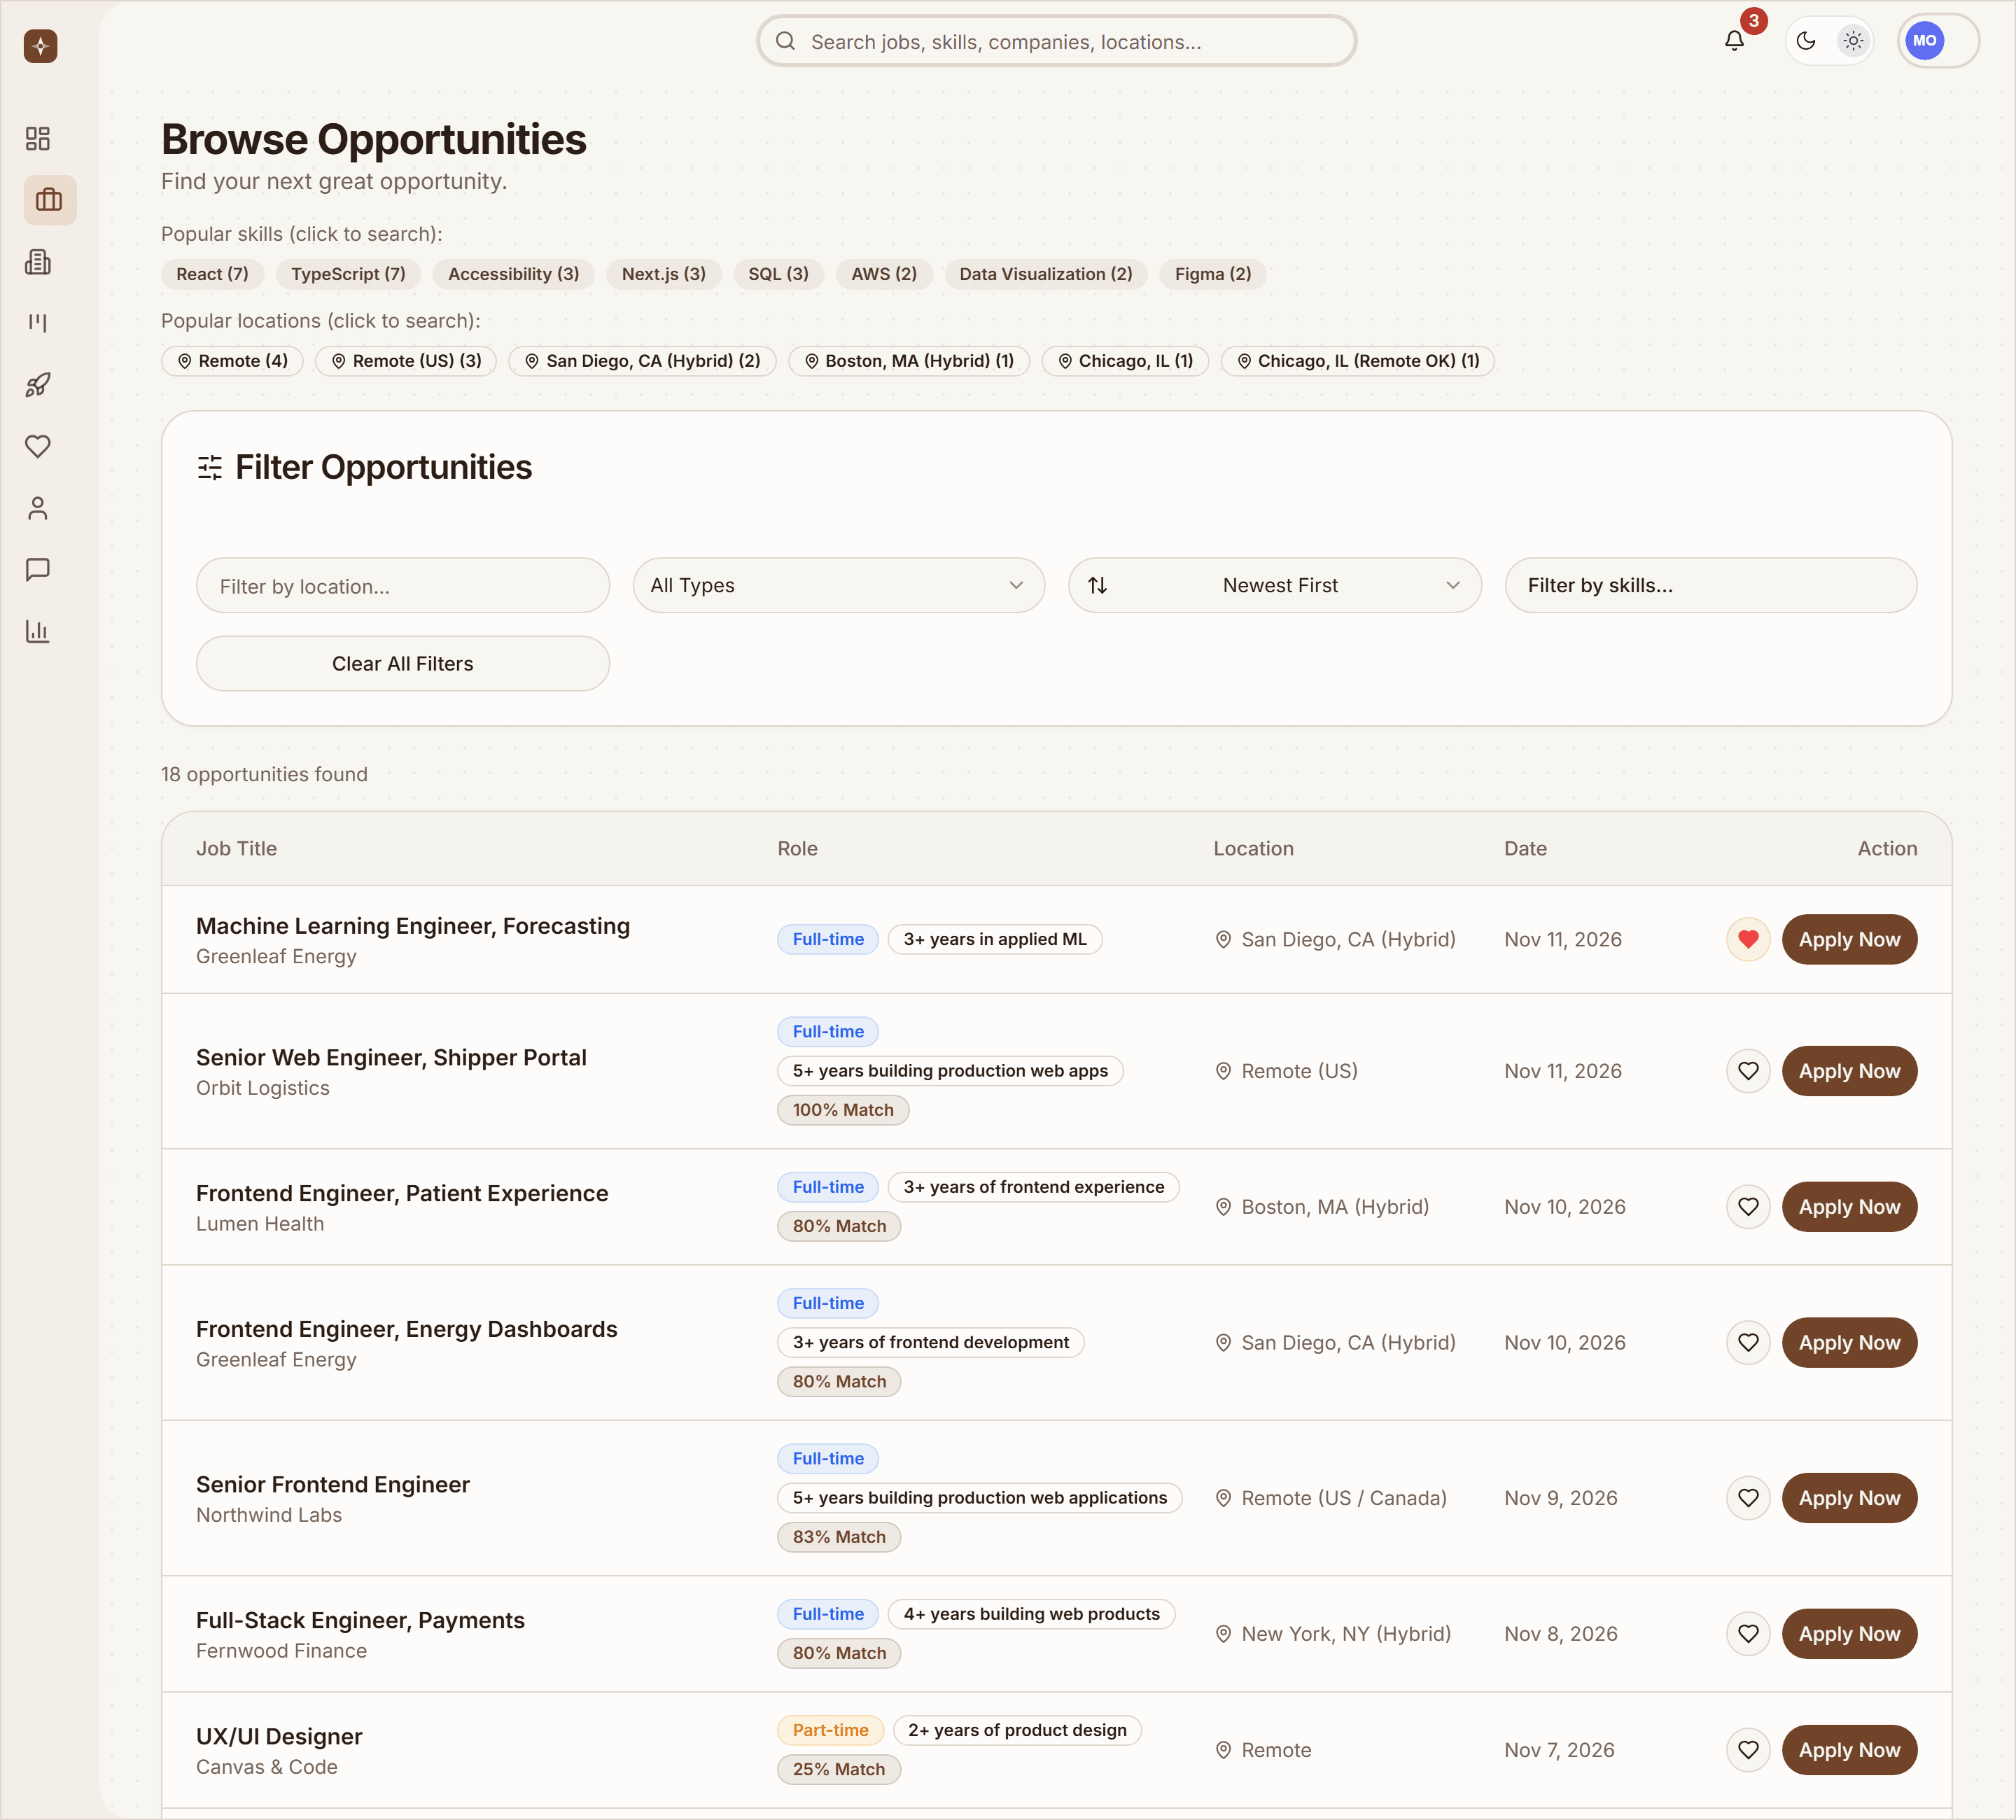 Search jobs, skills, companies, locations...
3
MO
Browse Opportunities
Find your next great opportunity.
Popular skills (click to search):
React (7) TypeScript (7) Accessibility (3) Next.js (3) SQL (3) AWS (2) Data Visualization (2) Figma (2)
Popular locations (click to search):
Remote (4) Remote (US) (3) San Diego, CA (Hybrid) (2) Boston, MA (Hybrid) (1) Chicago, IL (1) Chicago, IL (Remote OK) (1)
Filter Opportunities
Filter by location... All Types Newest First Filter by skills...
Clear All Filters
18 opportunities found
Job Title Role Location Date Action
Machine Learning Engineer, Forecasting
Greenleaf Energy
Full-time 3+ years in applied ML
San Diego, CA (Hybrid) Nov 11, 2026 Apply Now
Senior Web Engineer, Shipper Portal
Orbit Logistics
Full-time
5+ years building production web apps
100% Match
Remote (US) Nov 11, 2026 Apply Now
Frontend Engineer, Patient Experience
Lumen Health
Full-time 3+ years of frontend experience
80% Match
Boston, MA (Hybrid) Nov 10, 2026 Apply Now
Frontend Engineer, Energy Dashboards
Greenleaf Energy
Full-time
3+ years of frontend development
80% Match
San Diego, CA (Hybrid) Nov 10, 2026 Apply Now
Senior Frontend Engineer
Northwind Labs
Full-time
5+ years building production web applications
83% Match
Remote (US / Canada) Nov 9, 2026 Apply Now
Full-Stack Engineer, Payments
Fernwood Finance
Full-time 4+ years building web products
80% Match
New York, NY (Hybrid) Nov 8, 2026 Apply Now
UX/UI Designer
Canvas & Code
Part-time 2+ years of product design
25% Match
Remote Nov 7, 2026 Apply Now